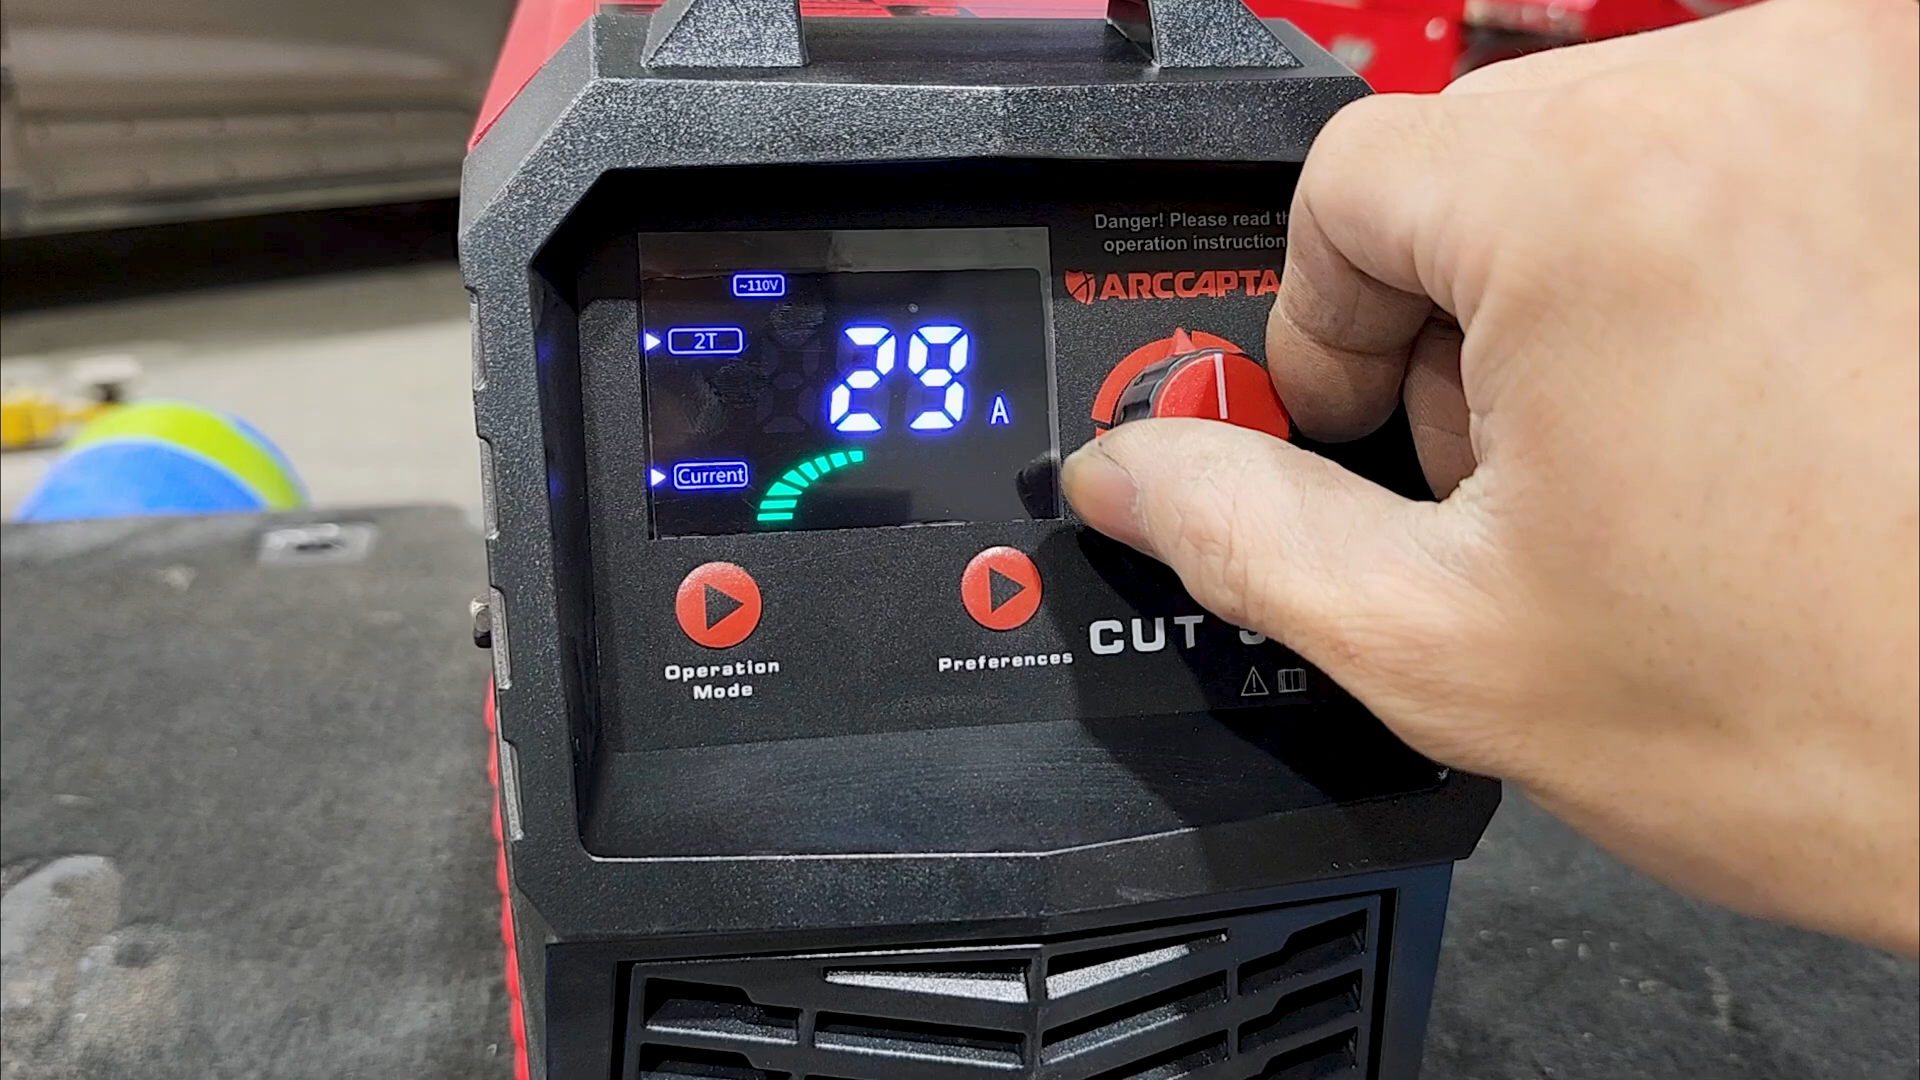 Danger! Please read th
operation instruction
ARCCAPTA
~110V
2T
29
A
Current
Operation
Mode
Preferences
CUT